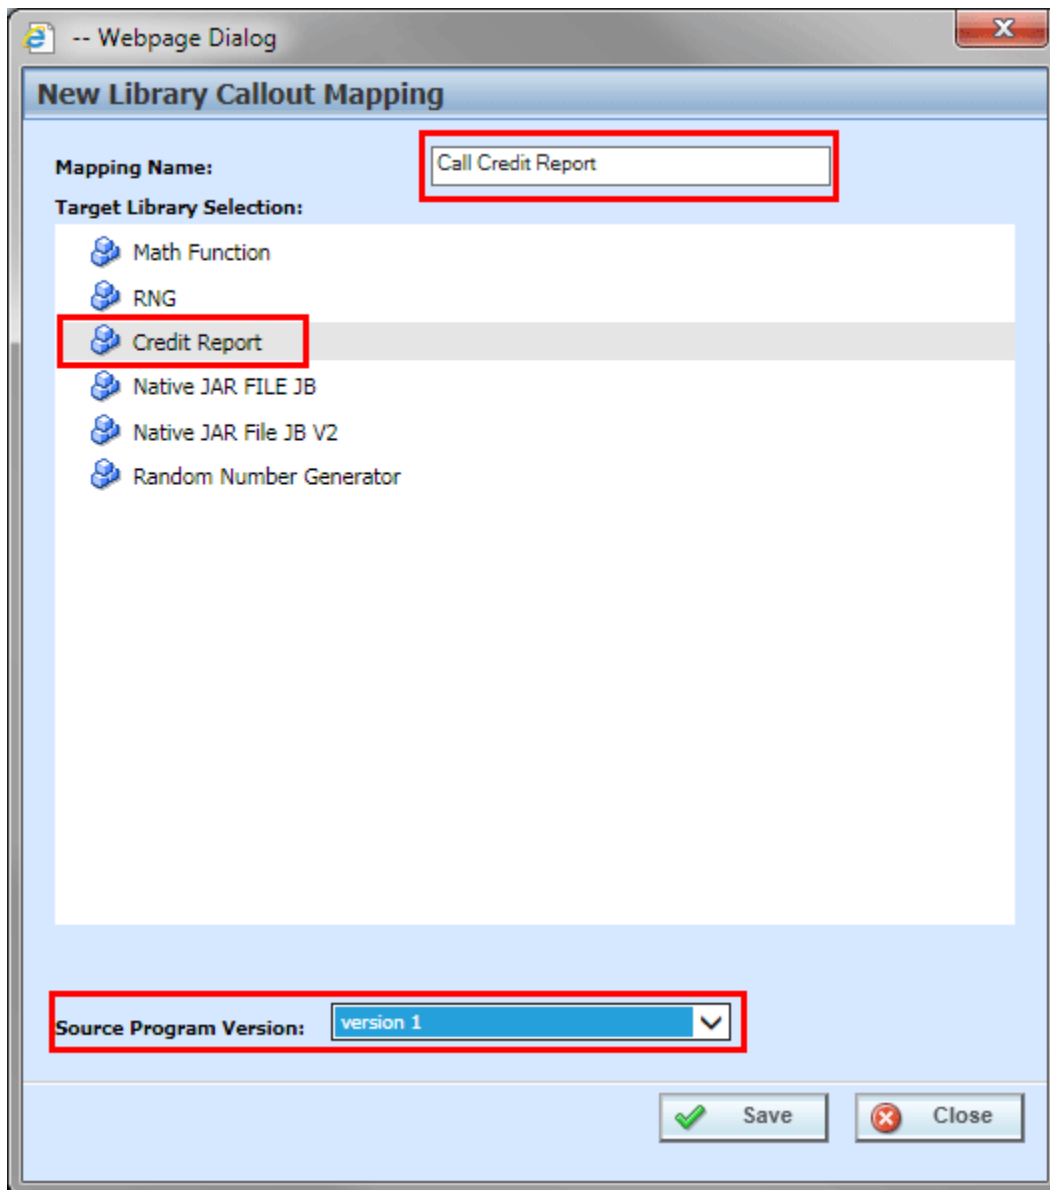 -- Webpage Dialog
New Library Callout Mapping
Mapping Name: Call Credit Report
Target Library Selection:
Math Function
RNG
Credit Report
Native JAR FILE JB
Native JAR File JB V2
Random Number Generator
Source Program Version: version 1
Save Close